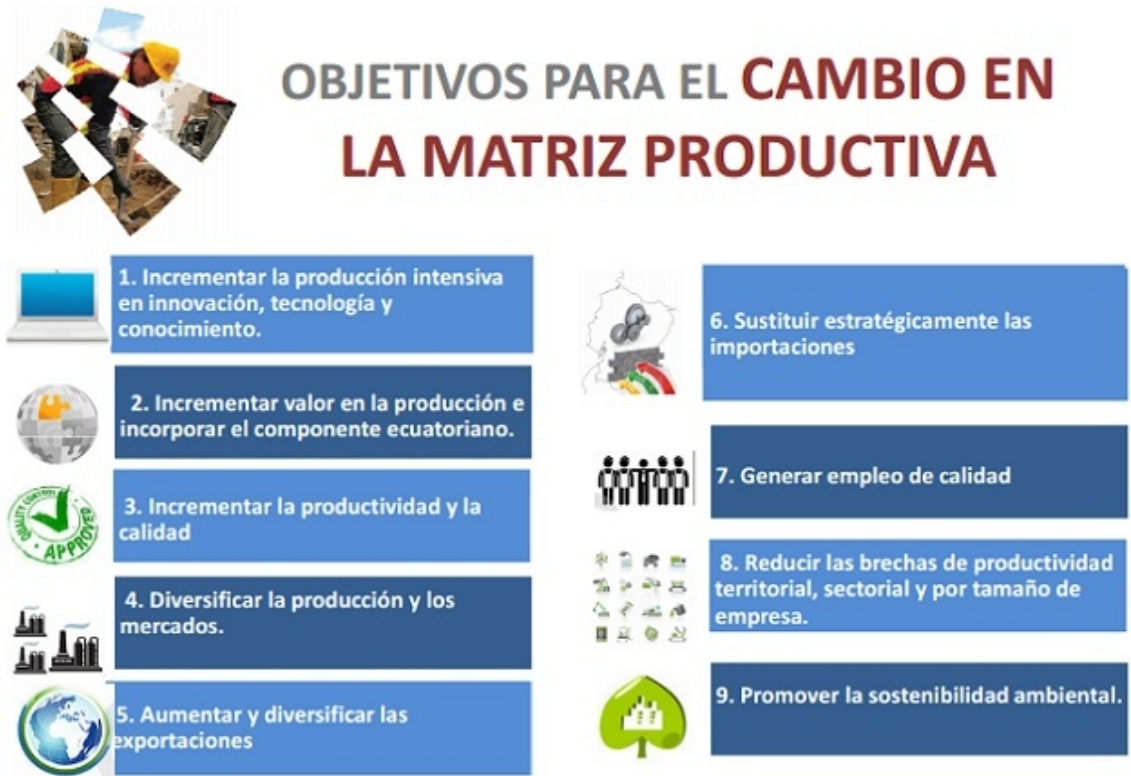 OBJETIVOS PARA EL CAMBIO EN
LA MATRIZ PRODUCTIVA
1. Incrementar la producción intensiva
en innovación, tecnología y
conocimiento.
2. Incrementar valor en la producción e
incorporar el componente ecuatoriano.
QUALITY CONTROL
APPROVED
3. Incrementar la productividad y la
calidad
4. Diversificar la producción y los
mercados.
5. Aumentar y diversificar las
exportaciones
6. Sustituir estratégicamente las
importaciones
7. Generar empleo de calidad
8. Reducir las brechas de productividad
territorial, sectorial y por tamaño de
empresa.
9. Promover la sostenibilidad ambiental.